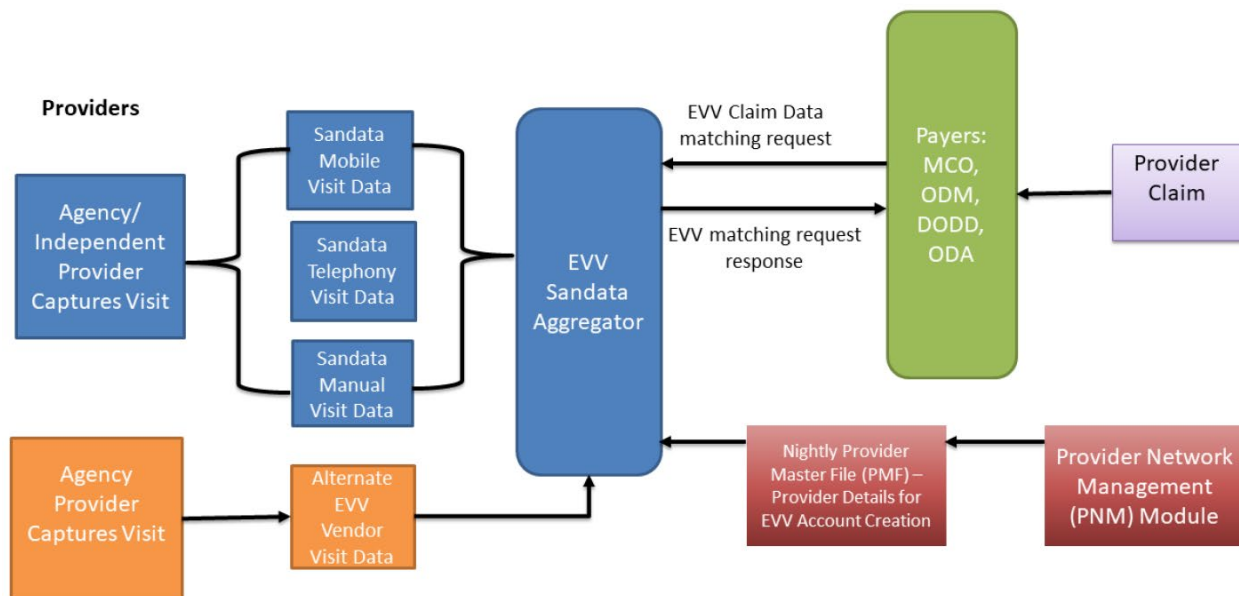 Providers
Agency/
Independent
Provider
Captures Visit
Sandata
Mobile
Visit Data
Sandata
Telephony
Visit Data
Sandata
Manual
Visit Data
Agency
Provider
Captures Visit
Alternate
EVV
Vendor
Visit Data
EVV
Sandata
Aggregator
EVV Claim Data
matching request
EVV matching request
response
Payers:
MCO,
ODM,
DODD,
ODA
Provider
Claim
Nightly Provider
Master File (PMF) –
Provider Details for
EVV Account Creation
Provider Network
Management
(PNM) Module